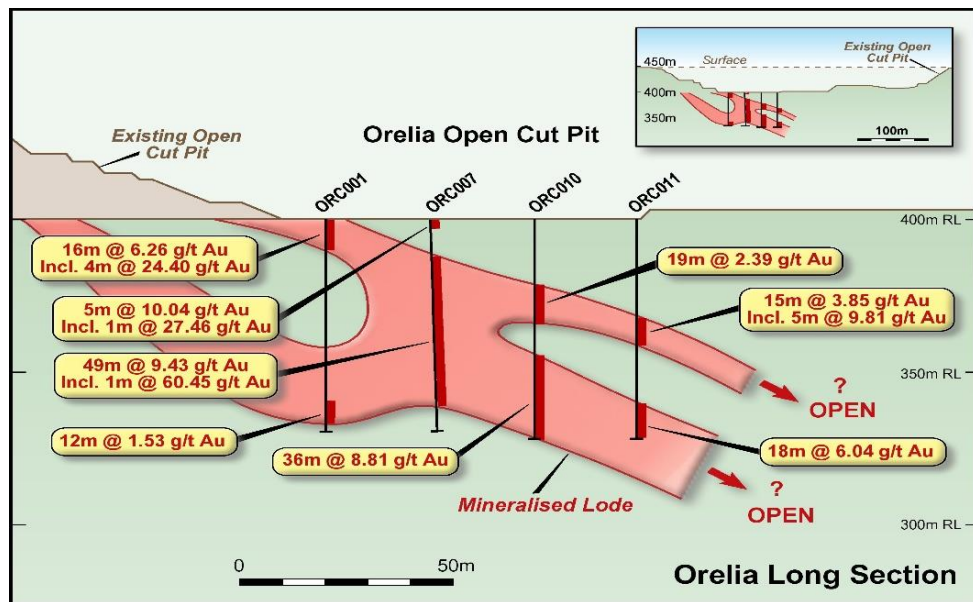 450m
Surface
Existing Open
Cut Pit
400m
350m
100m
Orelia Open Cut Pit
Existing Open
Cut Pit
ORC001
ORC007
ORC010
ORC011
400m RL
16m @ 6.26 g/t Au
Incl. 4m @ 24.40 g/t Au
19m @ 2.39 g/t Au
5m @ 10.04 g/t Au
Incl. 1m @ 27.46 g/t Au
15m @ 3.85 g/t Au
Incl. 5m @ 9.81 g/t Au
49m @ 9.43 g/t Au
Incl. 1m @ 60.45 g/t Au
350m RL
?
OPEN
12m @ 1.53 g/t Au
36m @ 8.81 g/t Au
18m @ 6.04 g/t Au
Mineralised Lode
?
OPEN
300m RL
0
50m
Orelia Long Section